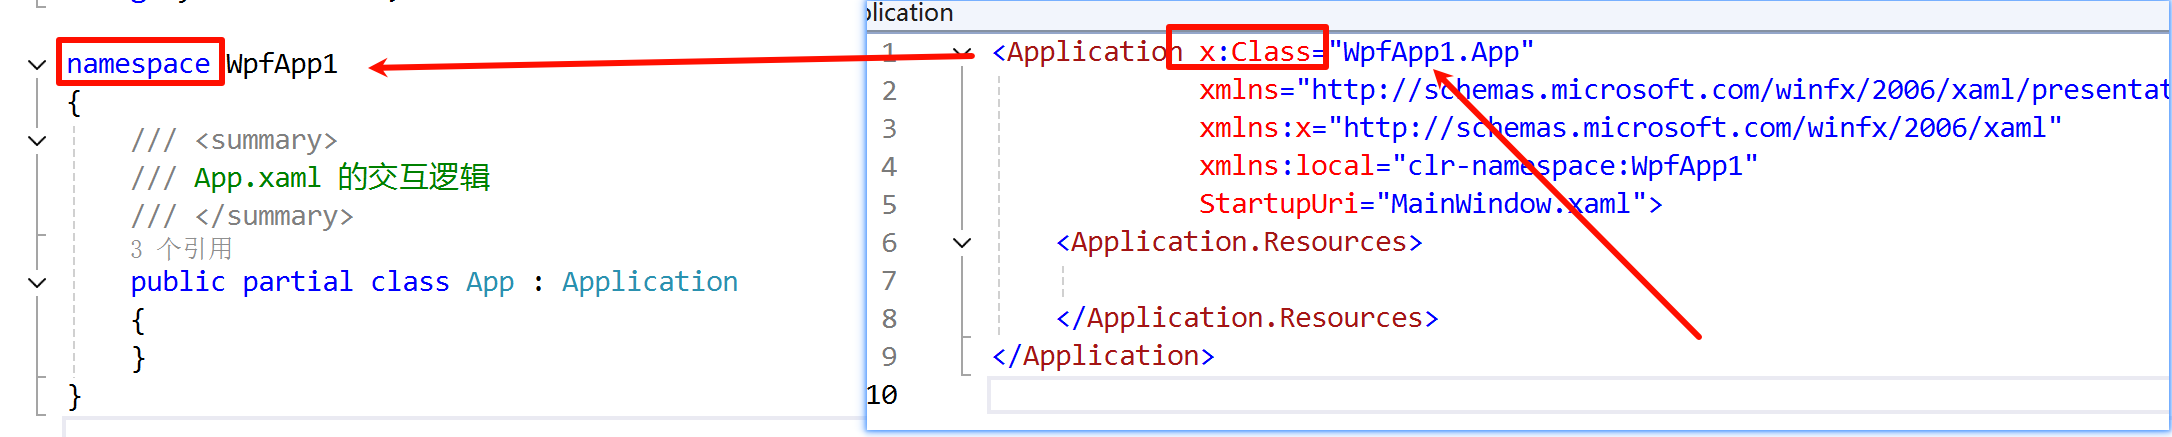 namespace WpfApp1
{
/// <summary>
/// App.xaml 的交互逻辑
/// </summary>
3 个引用
public partial class App : Application
{
}
}
plication
1 <Application x:Class="WpfApp1.App"
2 xmlns="http://schemas.microsoft.com/winfx/2006/xaml/presentat
3 xmlns:x="http://schemas.microsoft.com/winfx/2006/xaml"
4 xmlns:local="clr-namespace:WpfApp1"
5 StartupUri="MainWindow.xaml">
6 <Application.Resources>
7
8 </Application.Resources>
9 </Application>
10